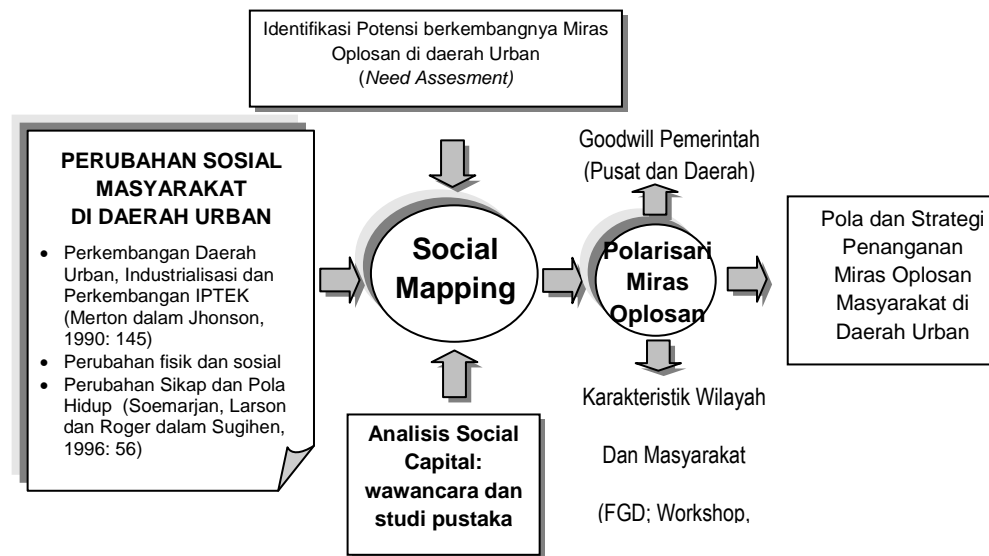 Identifikasi Potensi berkembangnya Miras
Oplosan di daerah Urban
(Need Assesment)
PERUBAHAN SOSIAL
MASYARAKAT
DI DAERAH URBAN
• Perkembangan Daerah
Urban, Industrialisasi dan
Perkembangan IPTEK
(Merton dalam Jhonson,
1990: 145)
• Perubahan fisik dan sosial
• Perubahan Sikap dan Pola
Hidup (Soemarjan, Larson
dan Roger dalam Sugihen,
1996: 56)
Social
Mapping
Analisis Social
Capital:
wawancara dan
studi pustaka
Goodwill Pemerintah
(Pusat dan Daerah)
Polarisari
Miras
Oplosan
Karakteristik Wilayah
Dan Masyarakat
(FGD; Workshop,
Pola dan Strategi
Penanganan
Miras Oplosan
Masyarakat di
Daerah Urban